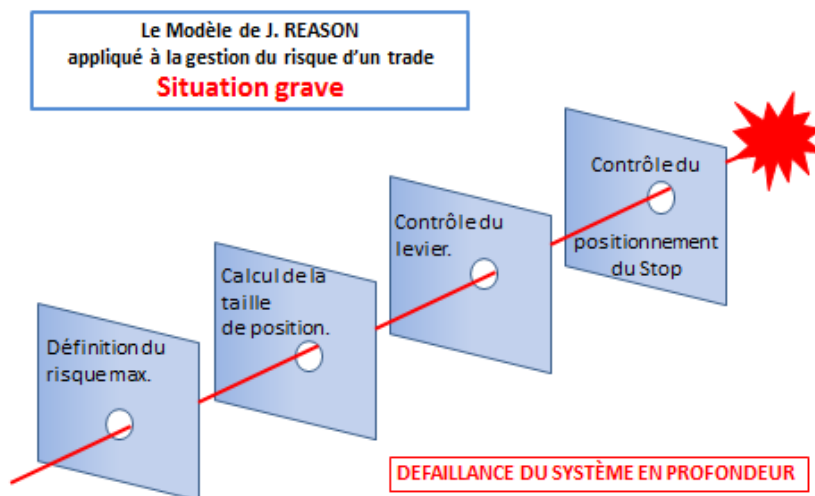 Le Modèle de J. REASON
appliqué à la gestion du risque d'un trade
Situation grave
Définition du
risque max.
Calcul de la
taille
de position.
Contrôle du
levier.
Contrôle du
positionnement
du Stop
DEFAILLANCE DU SYSTÈME EN PROFONDEUR